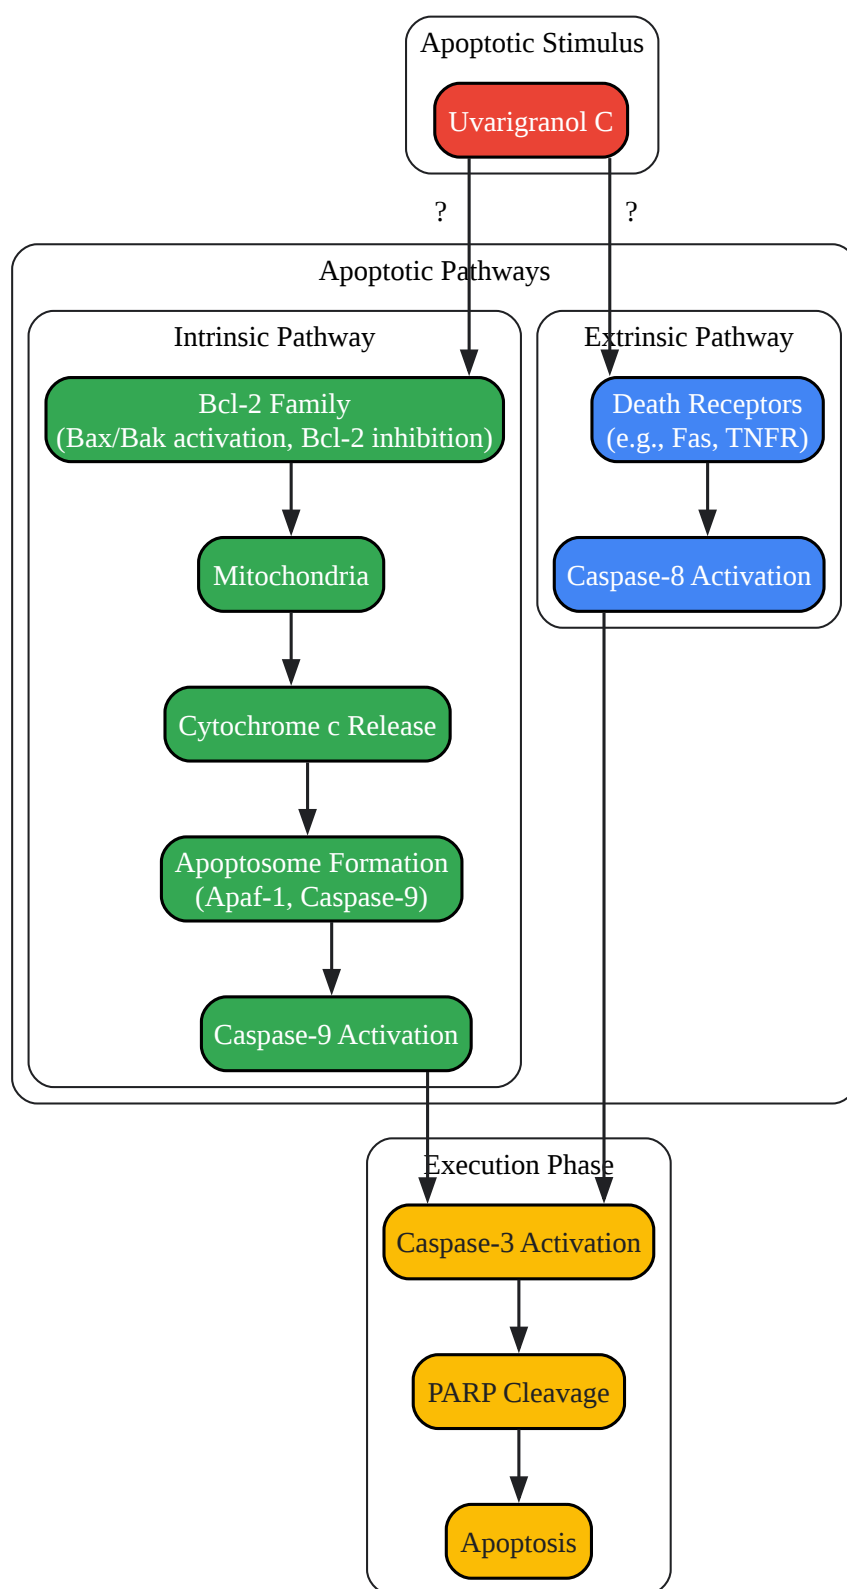 Apoptotic Stimulus
Uvarigranol C
?
?
Apoptotic Pathways
Intrinsic Pathway
Extrinsic Pathway
Bcl-2 Family
(Bax/Bak activation, Bcl-2 inhibition)
Death Receptors
(e.g., Fas, TNFR)
Mitochondria
Caspase-8 Activation
Cytochrome c Release
Apoptosome Formation
(Apaf-1, Caspase-9)
Caspase-9 Activation
Execution Phase
Caspase-3 Activation
PARP Cleavage
Apoptosis